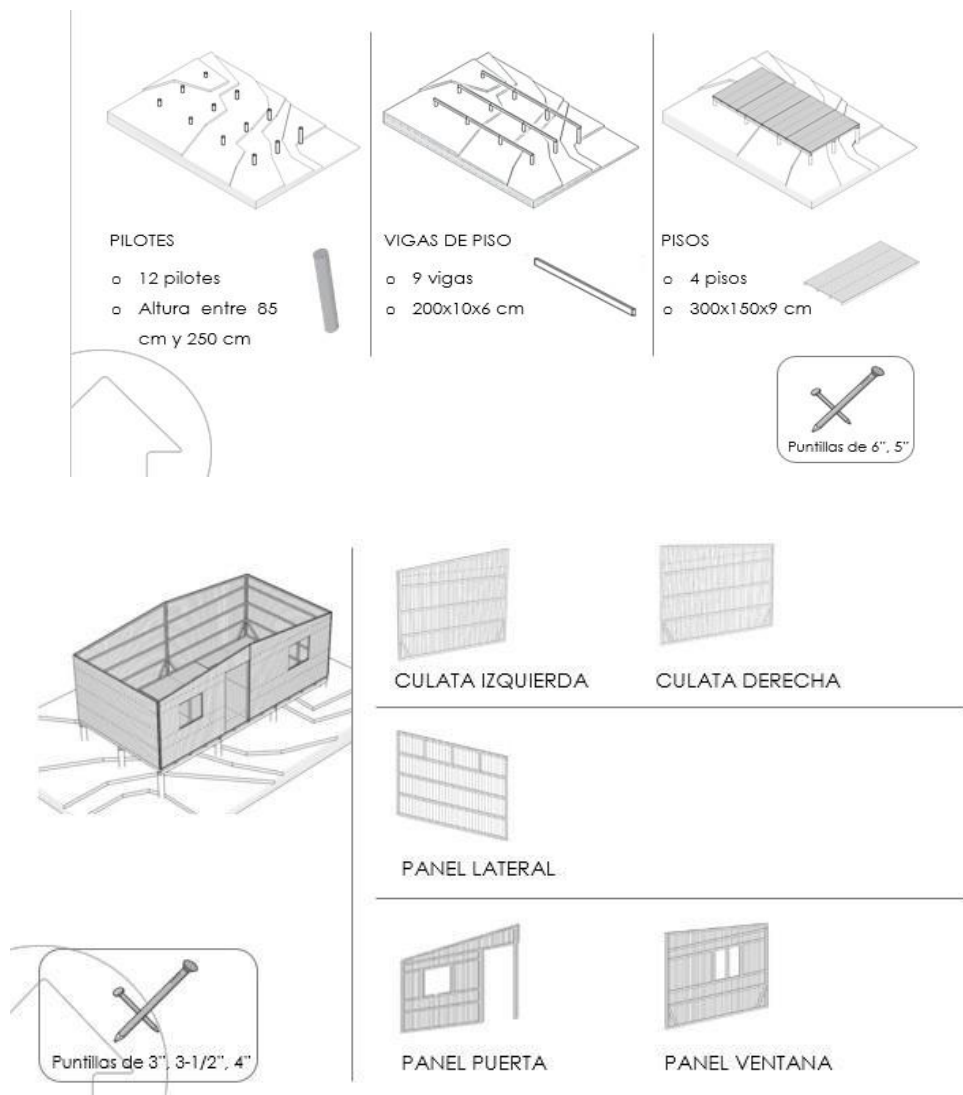 PILOTES
o 12 pilotes
o Altura entre 85
cm y 250 cm
VIGAS DE PISO
o 9 vigas
o 200x10x6 cm
PISOS
o 4 pisos
o 300x150x9 cm
Puntillas de 6", 5"
CULATA IZQUIERDA
CULATA DERECHA
PANEL LATERAL
PANEL PUERTA
PANEL VENTANA
Puntillas de 3", 3-1/2", 4"